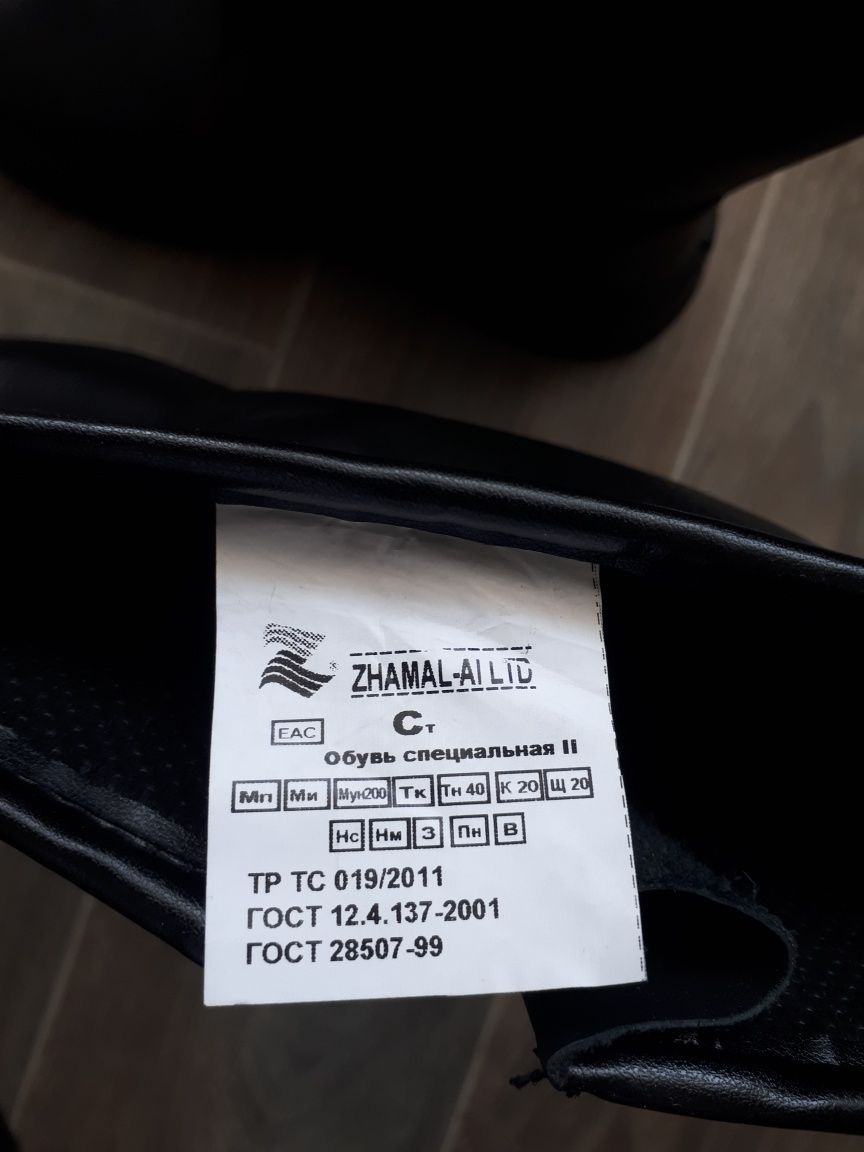 ZHAMAL-AI LTD
EAC Ст
Обувь специальная II
Мп Ми Мун200 Тк Тн 40 К 20 Щ 20
Нс Нм З Пн В
ТР ТС 019/2011
ГОСТ 12.4.137-2001
ГОСТ 28507-99